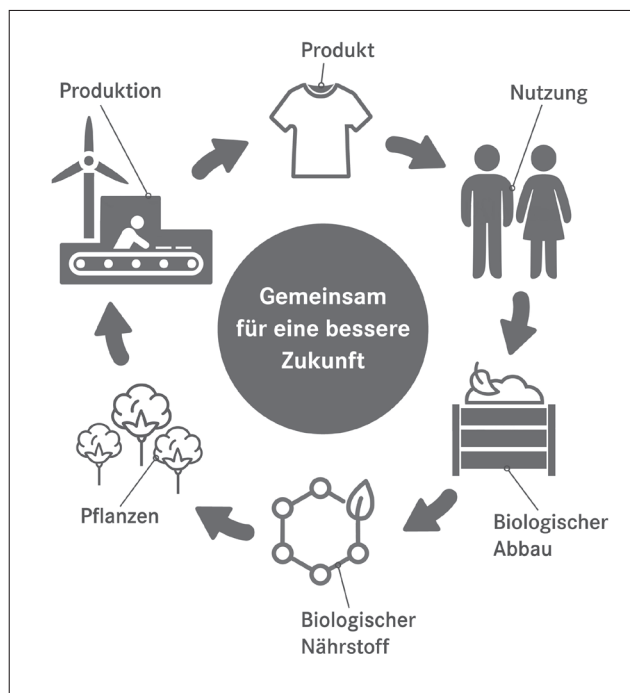 Produkt
Produktion
Nutzung
Gemeinsam
für eine bessere
Zukunft
Pflanzen
Biologischer
Abbau
Biologischer
Nährstoff